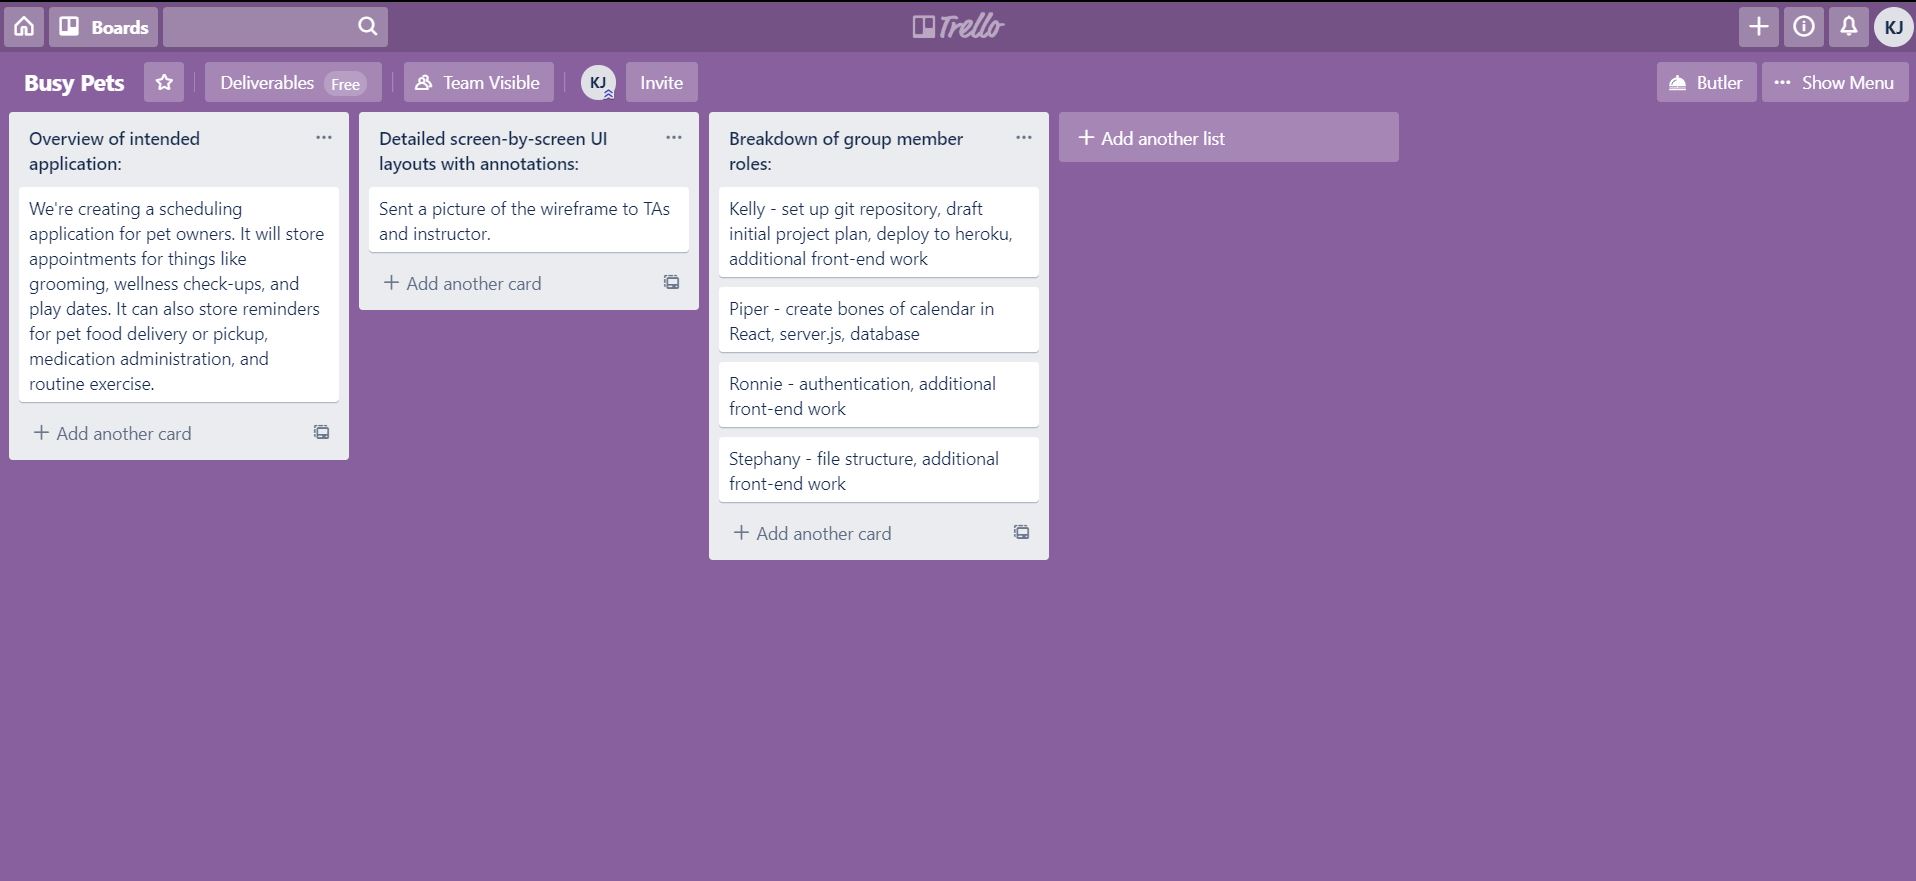 Boards
Trello
KJ
Busy Pets
Deliverables Free
Team Visible
KJ
Invite
Butler
Show Menu
Overview of intended
application:
We're creating a scheduling
application for pet owners. It will store
appointments for things like
grooming, wellness check-ups, and
play dates. It can also store reminders
for pet food delivery or pickup,
medication administration, and
routine exercise.
Add another card
Detailed screen-by-screen UI
layouts with annotations:
Sent a picture of the wireframe to TAs
and instructor.
Add another card
Breakdown of group member
roles:
Kelly - set up git repository, draft
initial project plan, deploy to heroku,
additional front-end work
Piper - create bones of calendar in
React, server.js, database
Ronnie - authentication, additional
front-end work
Stephany - file structure, additional
front-end work
Add another card
Add another list